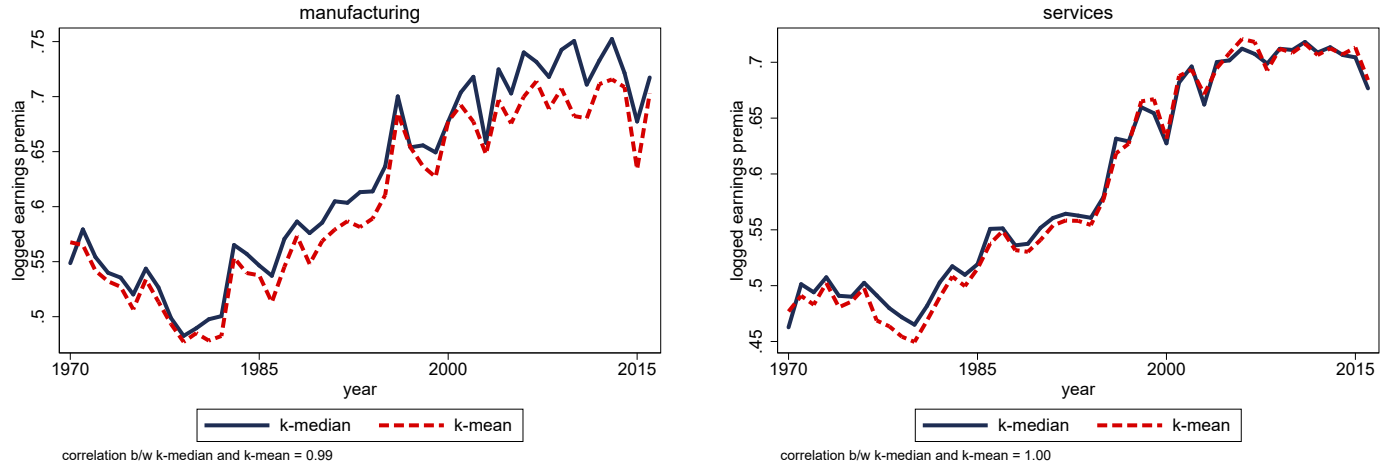 manufacturing
logged earnings premia
.75
.7
.65
.6
.55
.5
1970 1985 2000 2015
year
k-median k-mean
correlation b/w k-median and k-mean = 0.99
services
logged earnings premia
.7
.65
.6
.55
.5
.45
1970 1985 2000 2015
year
k-median k-mean
correlation b/w k-median and k-mean = 1.00